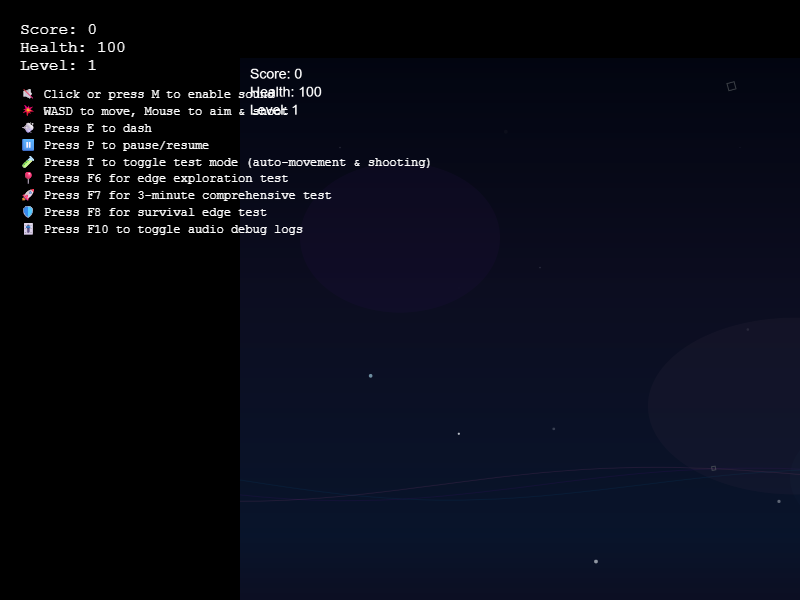 Score: 0
Health: 100
Level: 1
Click or press M to enable sound
WASD to move, Mouse to aim & shoot
Press E to dash
Press P to pause/resume
Press T to toggle test mode (auto-movement & shooting)
Press F6 for edge exploration test
Press F7 for 3-minute comprehensive test
Press F8 for survival edge test
Press F10 to toggle audio debug logs
Score: 0
Health: 100
Level: 1